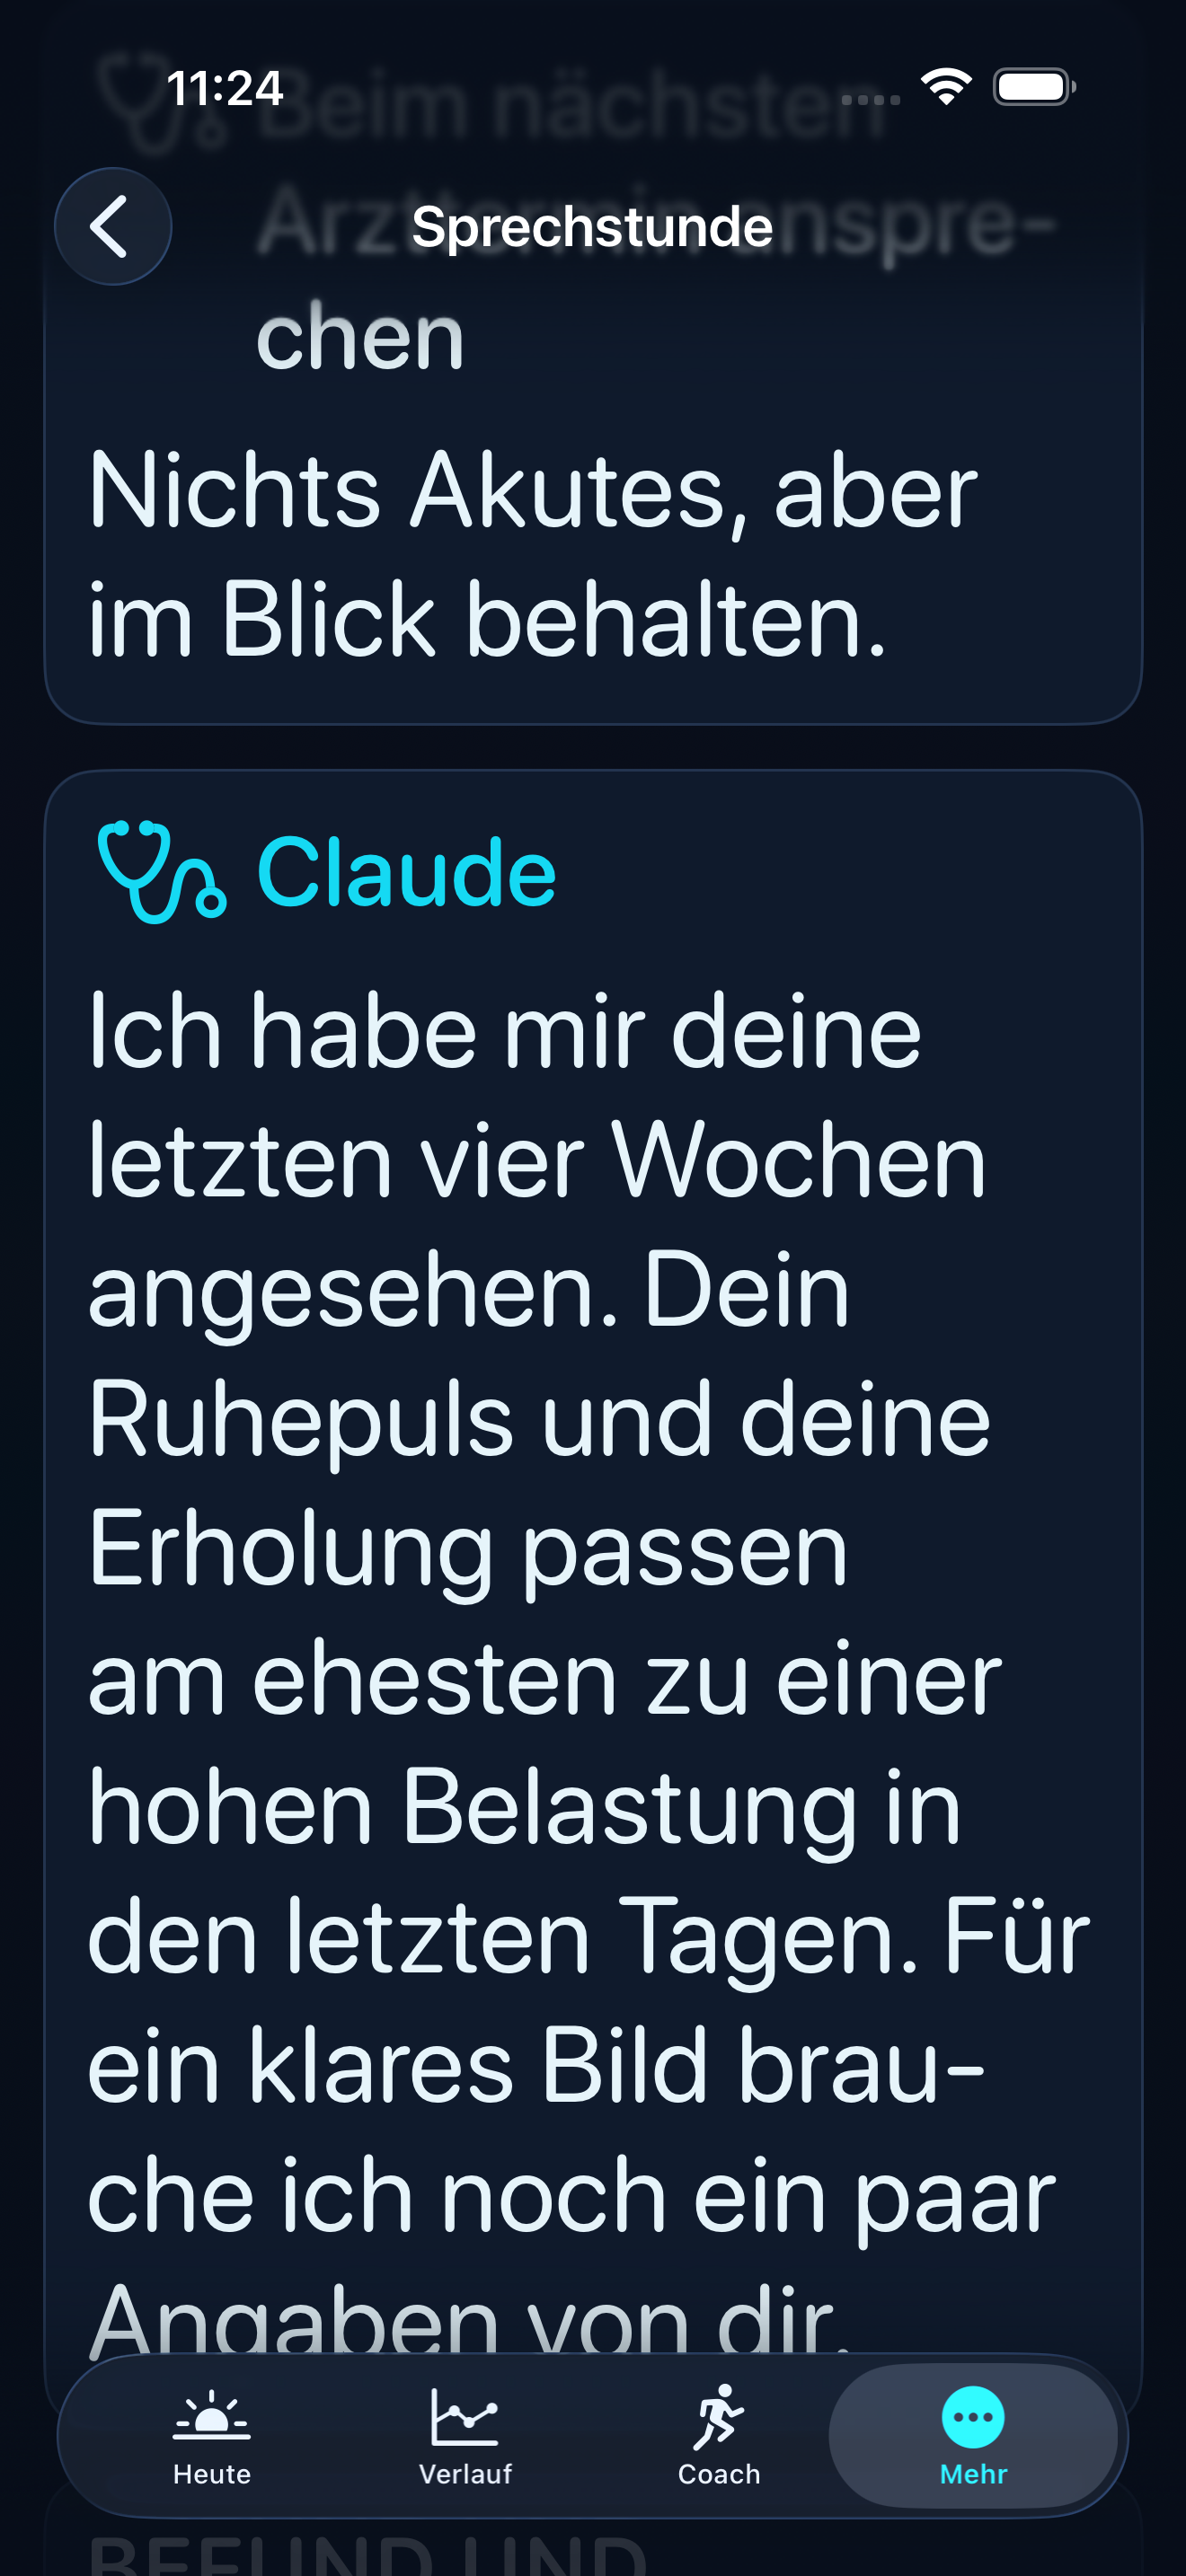 11:24
Beim nächsten
Arzttermin anspre-
Sprechstunde
chen
Nichts Akutes, aber
im Blick behalten.
Claude
Ich habe mir deine
letzten vier Wochen
angesehen. Dein
Ruhepuls und deine
Erholung passen
am ehesten zu einer
hohen Belastung in
den letzten Tagen. Für
ein klares Bild brau-
che ich noch ein paar
Angaben von dir.
Heute
Verlauf
Coach
Mehr
BEFUND UND